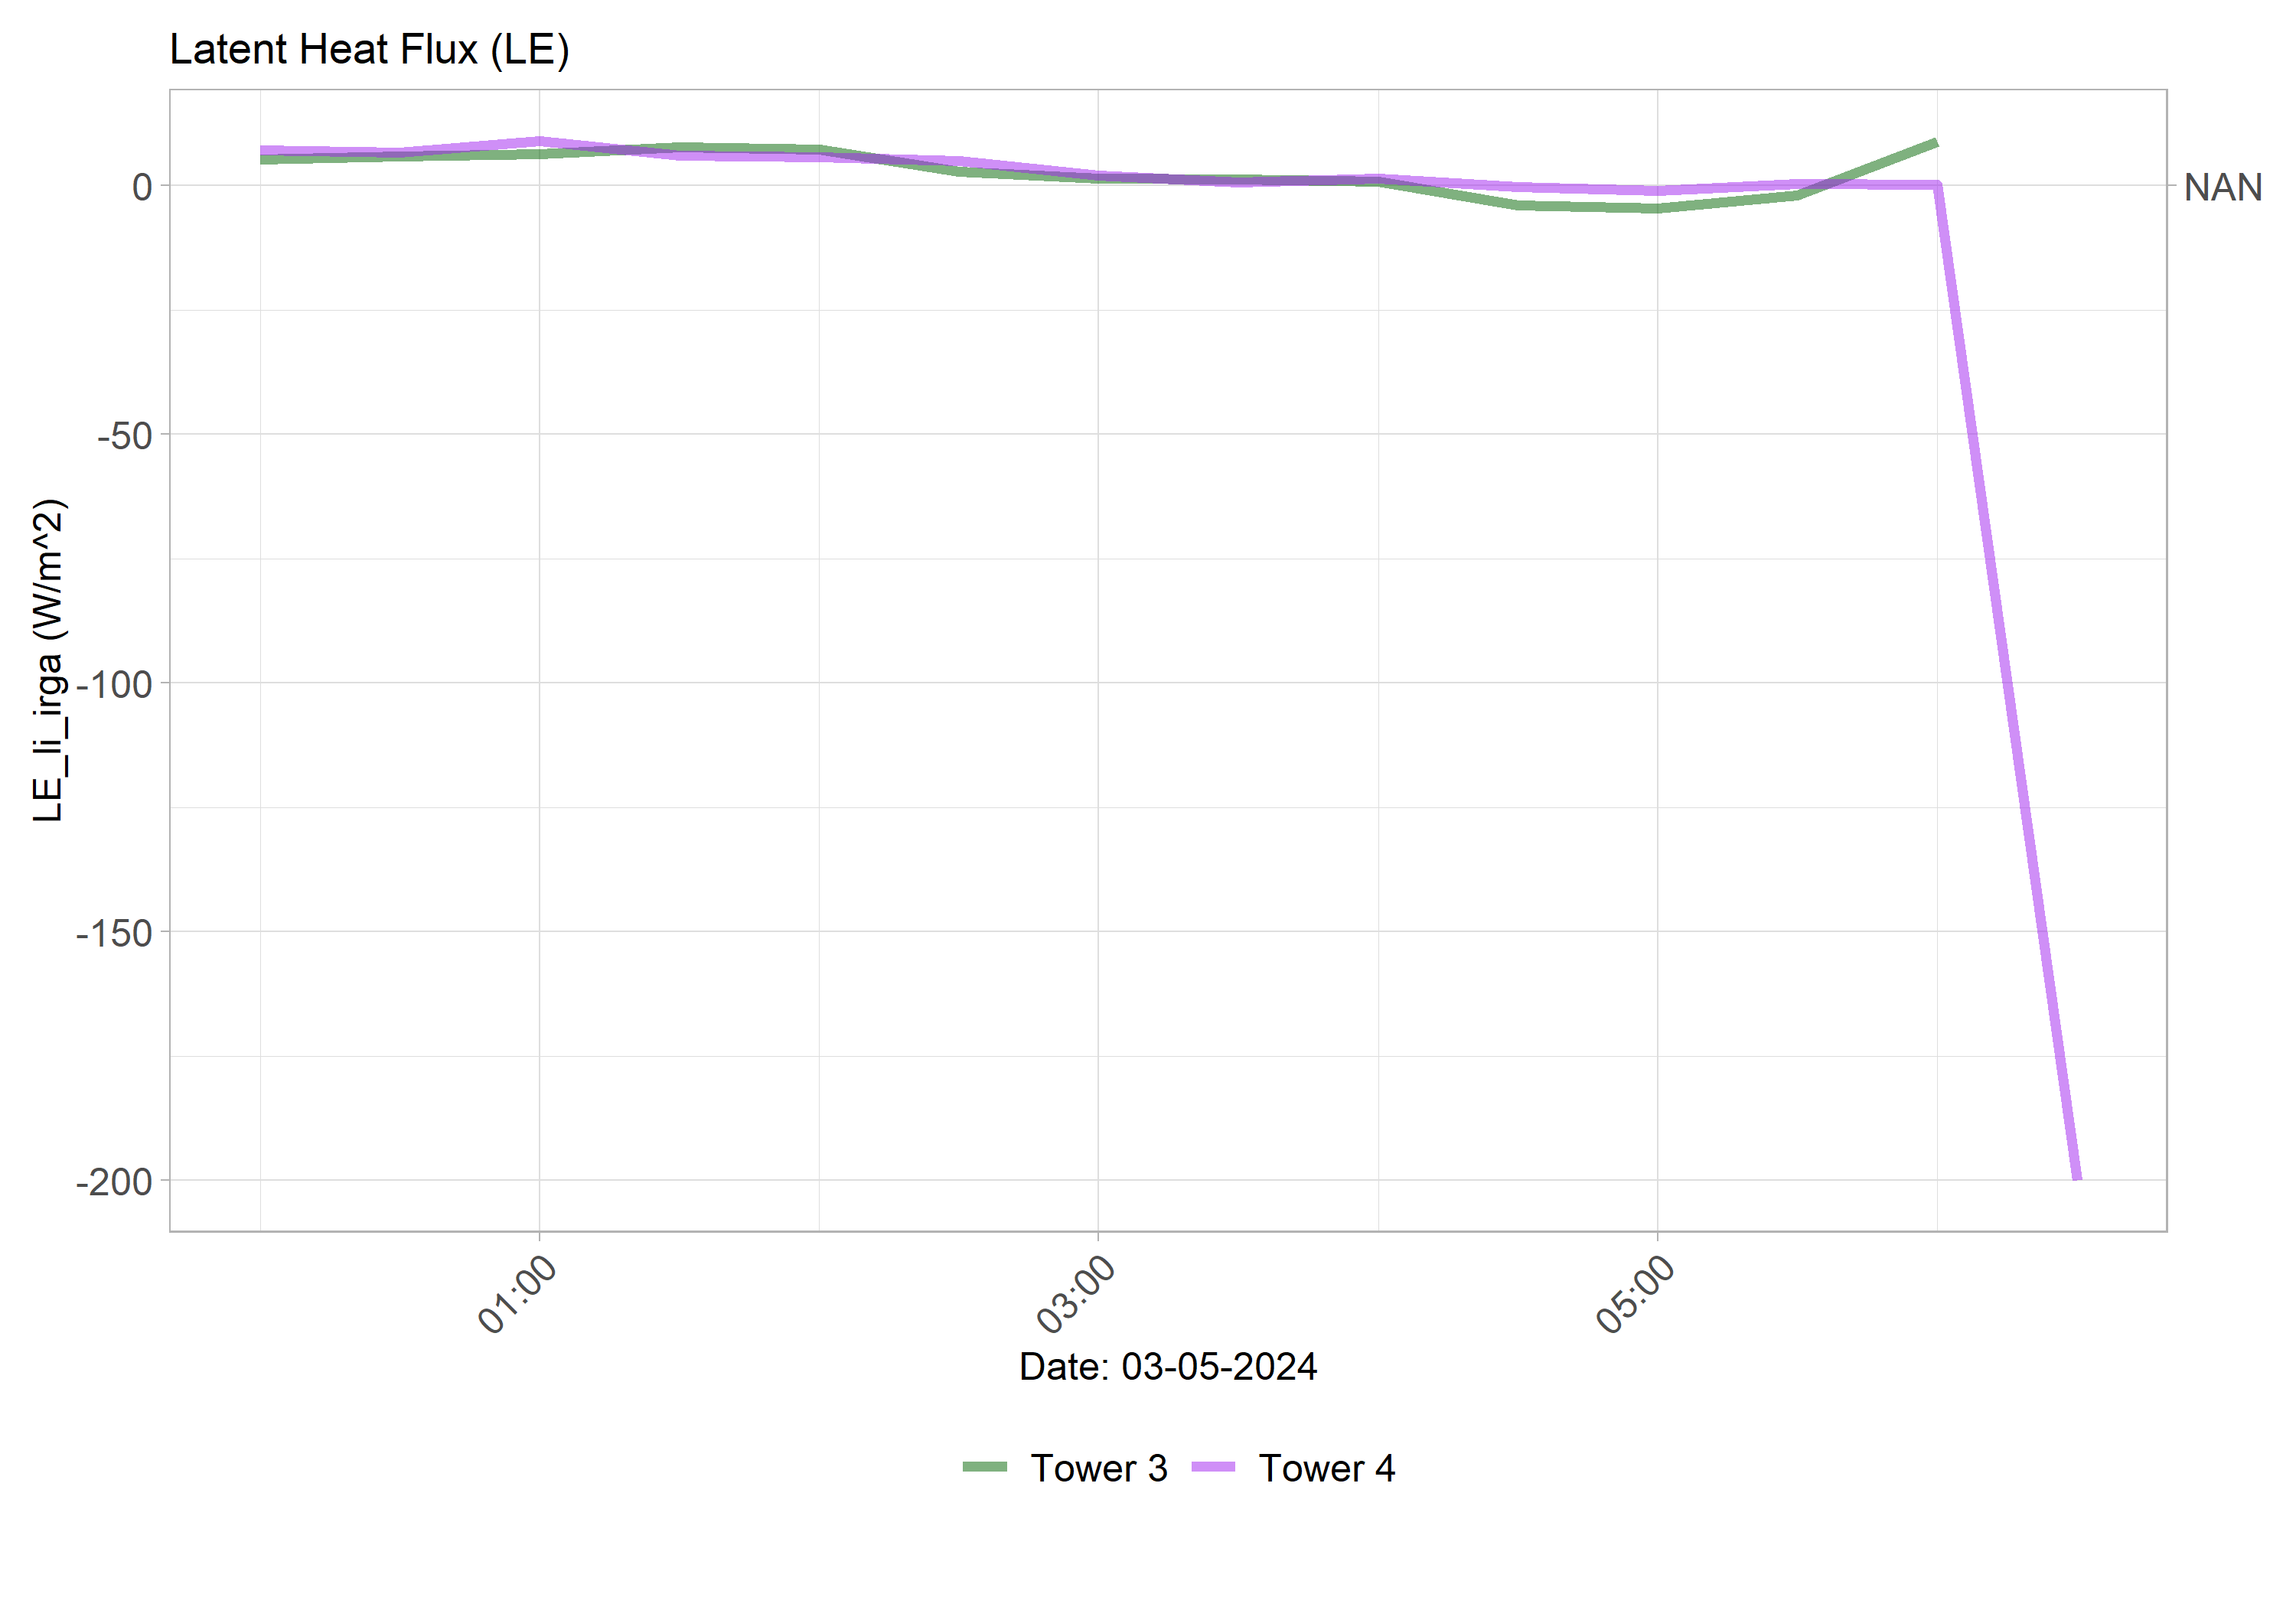 Latent Heat Flux (LE)
LE_li_irga (W/m^2)
0
-50
-100
-150
-200
NAN
01:00
03:00
05:00
Date: 03-05-2024
Tower 3
Tower 4